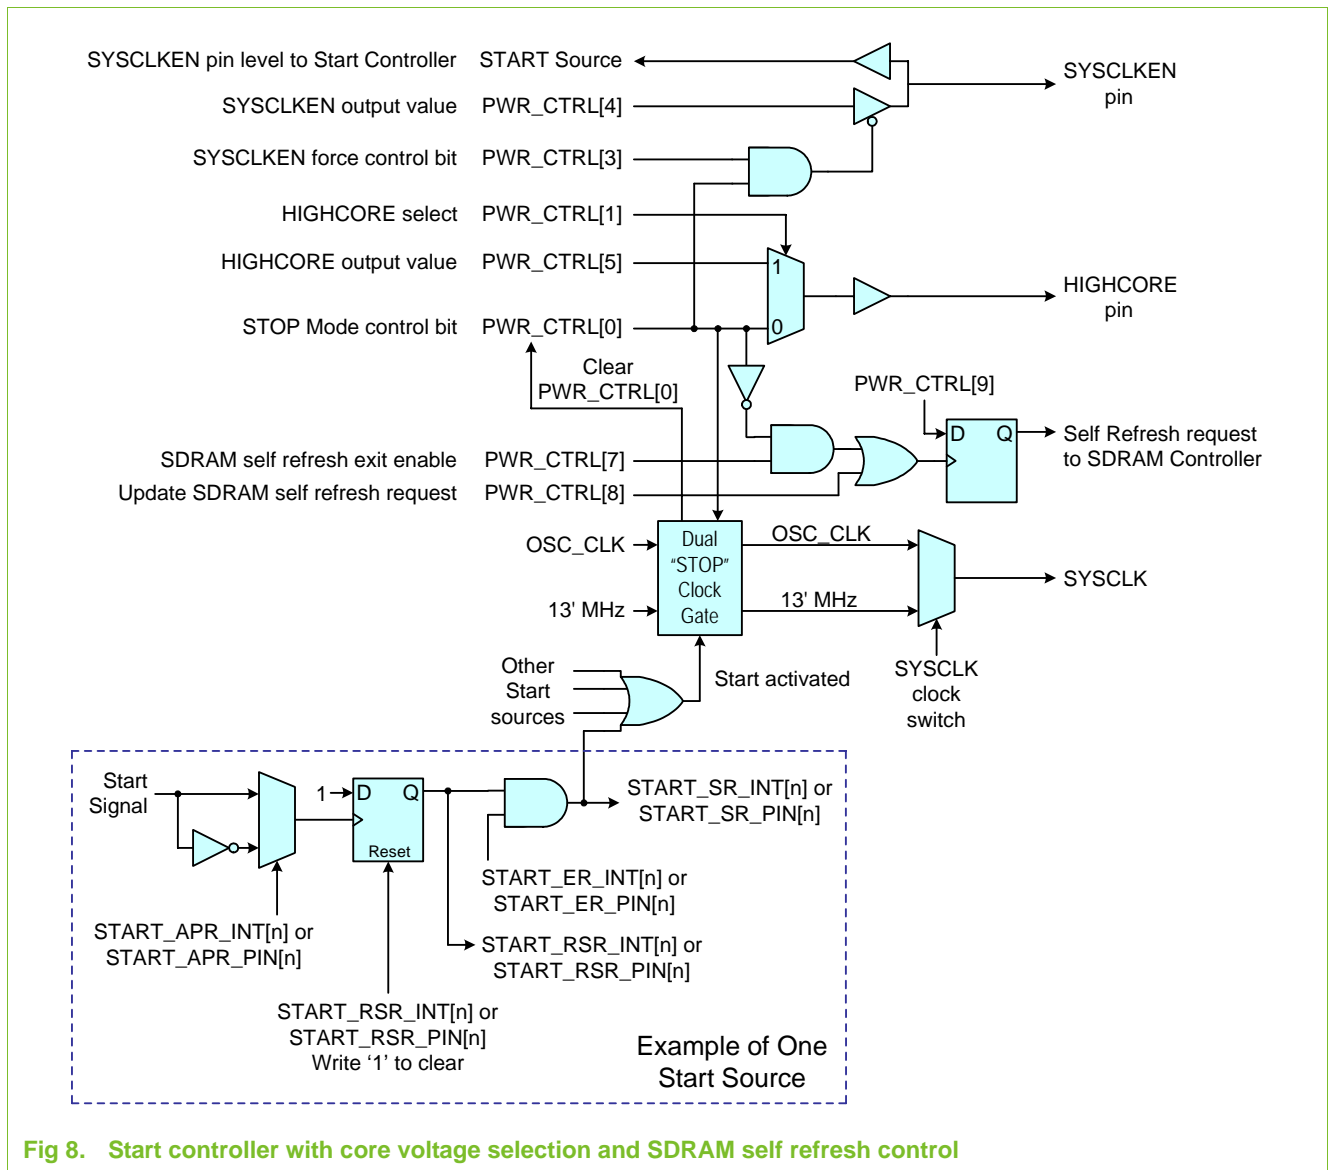 SYSCLKEN pin level to Start Controller START Source
SYSCLKEN
pin
SYSCLKEN output value PWR_CTRL[4]
SYSCLKEN force control bit PWR_CTRL[3]
HIGHCORE select PWR_CTRL[1]
HIGHCORE output value PWR_CTRL[5]
1
HIGHCORE
pin
STOP Mode control bit PWR_CTRL[0]
0
Clear
PWR_CTRL[0]
PWR_CTRL[9]
D Q
Self Refresh request
to SDRAM Controller
SDRAM self refresh exit enable PWR_CTRL[7]
Update SDRAM self refresh request PWR_CTRL[8]
OSC_CLK
13' MHz
Dual
“STOP”
Clock
Gate
OSC_CLK
13' MHz
SYSCLK
SYSCLK
clock
switch
Other
Start
sources
Start activated
Start
Signal
1
D Q
Reset
START_SR_INT[n] or
START_SR_PIN[n]
START_ER_INT[n] or
START_ER_PIN[n]
START_APR_INT[n] or
START_APR_PIN[n]
START_RSR_INT[n] or
START_RSR_PIN[n]
START_RSR_INT[n] or
START_RSR_PIN[n]
Write ‘1’ to clear
Example of One
Start Source
Fig 8. Start controller with core voltage selection and SDRAM self refresh control